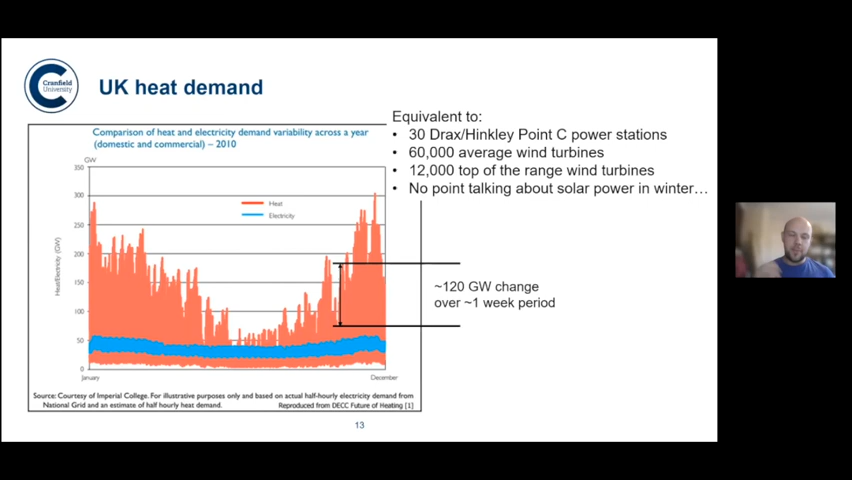 Cranfield
University
UK heat demand
Equivalent to:
• 30 Drax/Hinkley Point C power stations
• 60,000 average wind turbines
• 12,000 top of the range wind turbines
• No point talking about solar power in winter…
Comparison of heat and electricity demand variability across a year
(domestic and commercial) – 2010
GW
350
300
250
200
150
100
50
0
Heat/Electricity (GW)
Heat
Electricity
January
December
~120 GW change
over ~1 week period
Source: Courtesy of Imperial College. For illustrative purposes only and based on actual half-hourly electricity demand from
National Grid and an estimate of half hourly heat demand.
Reproduced from DECC Future of Heating [1]
13